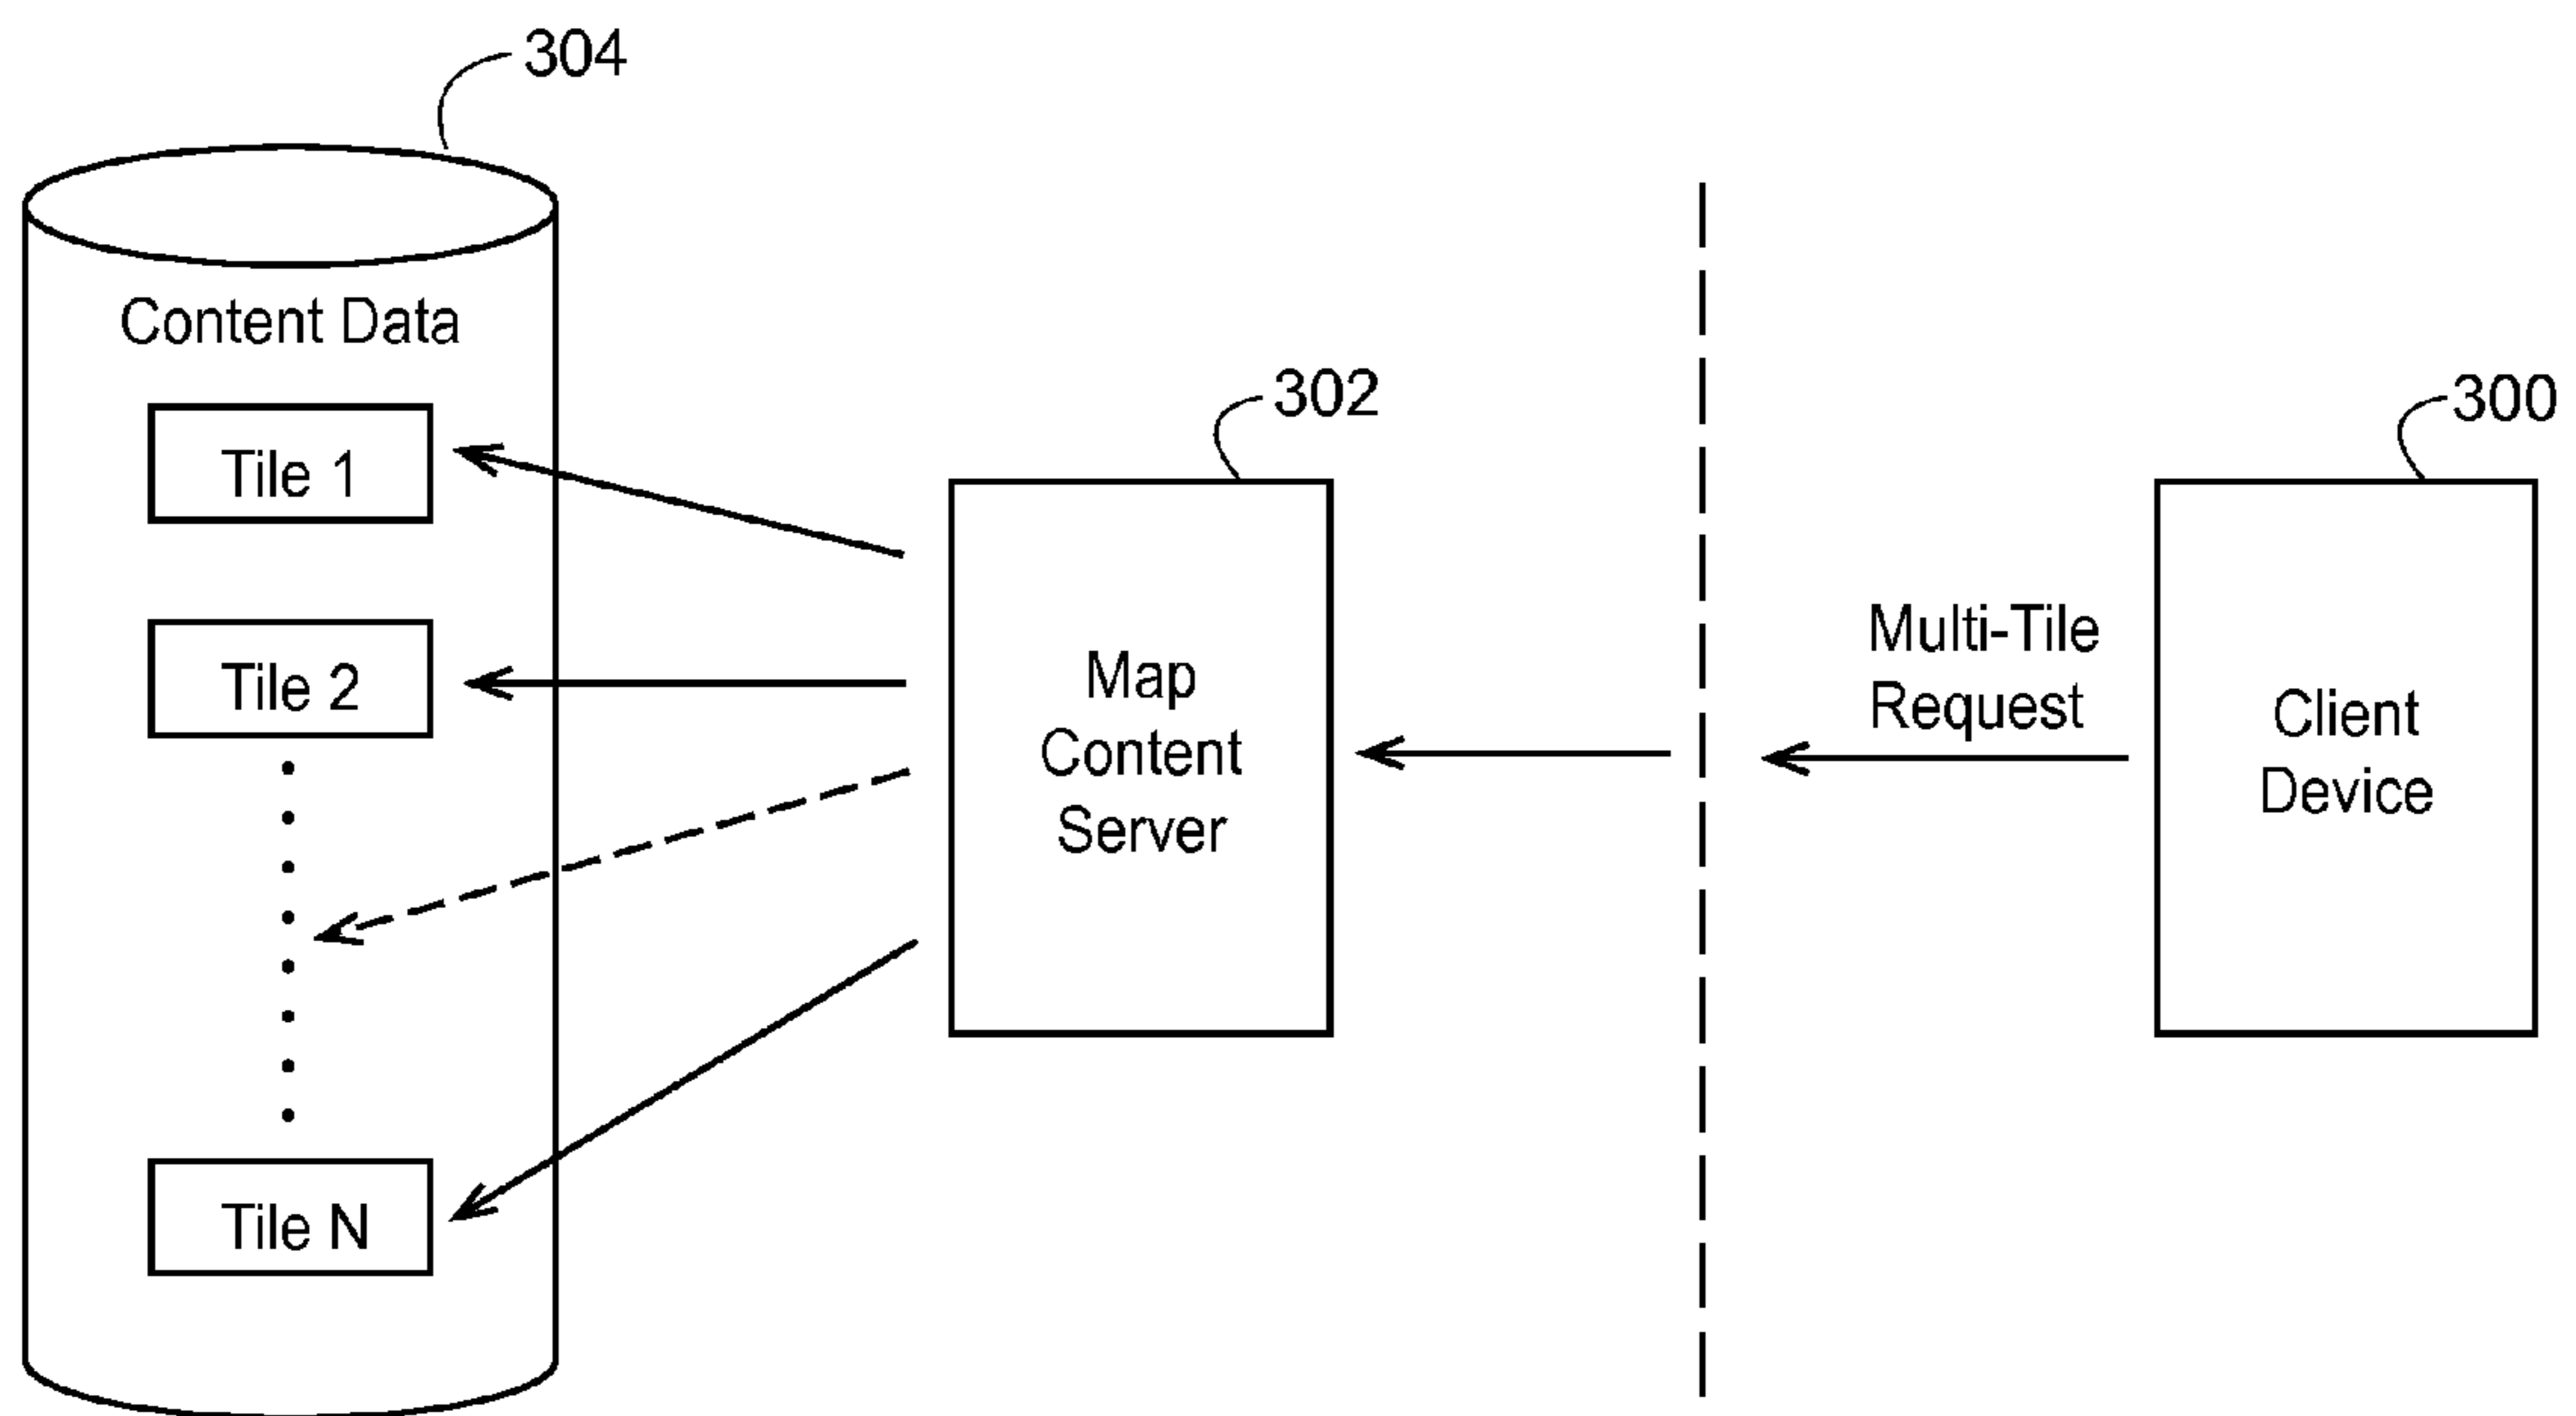 304
Content Data
Tile 1
Tile 2
Tile N
302
Map
Content
Server
Multi-Tile
Request
300
Client
Device